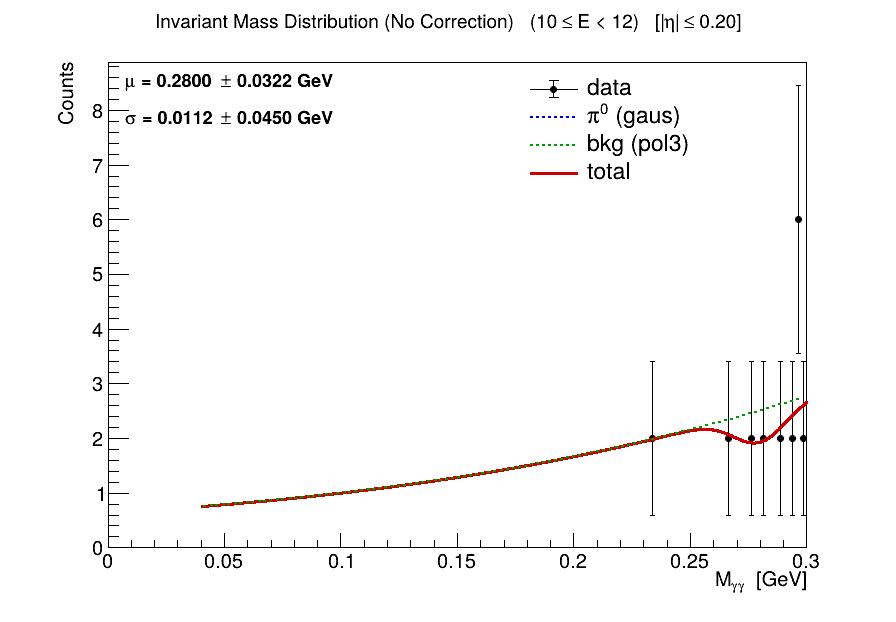 Invariant Mass Distribution (No Correction) (10 ≤ E < 12) [|η| ≤ 0.20]
Counts
μ = 0.2800 ± 0.0322 GeV
σ = 0.0112 ± 0.0450 GeV
data
π⁰ (gaus)
bkg (pol3)
total
8
7
6
5
4
3
2
1
0
0 0.05 0.1 0.15 0.2 0.25 0.3
Mγγ [GeV]